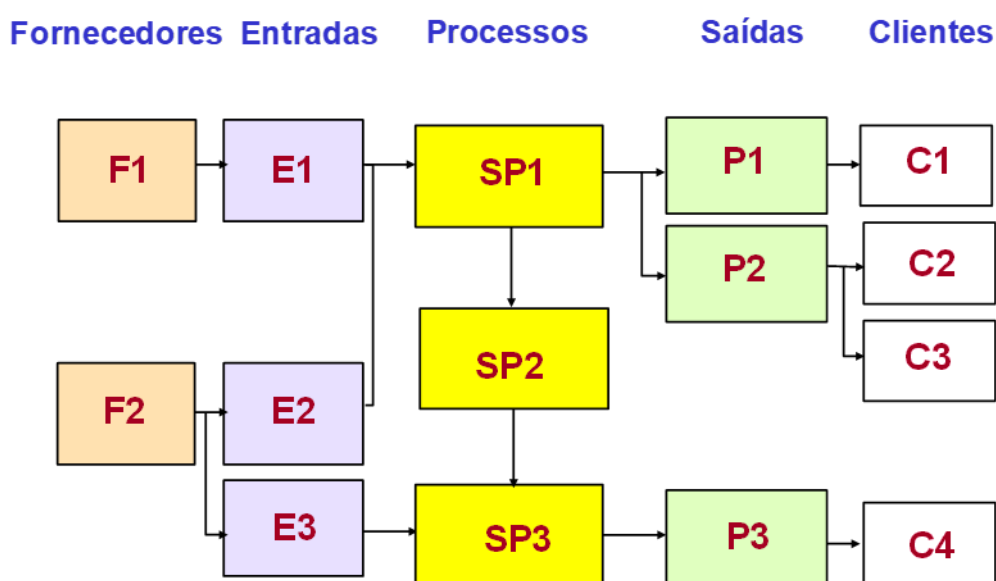 Fornecedores Entradas Processos Saídas Clientes
F1 E1 SP1 P1 C1
P2 C2
SP2 C3
F2 E2
E3 SP3 P3 C4